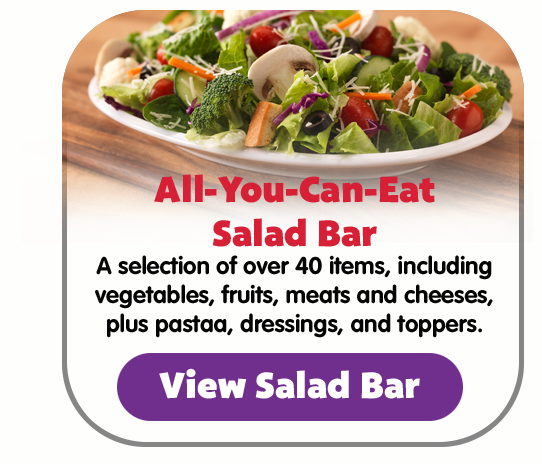 All-You-Can-Eat
Salad Bar
A selection of over 40 items, including
vegetables, fruits, meats and cheeses,
plus pastaa, dressings, and toppers.
View Salad Bar